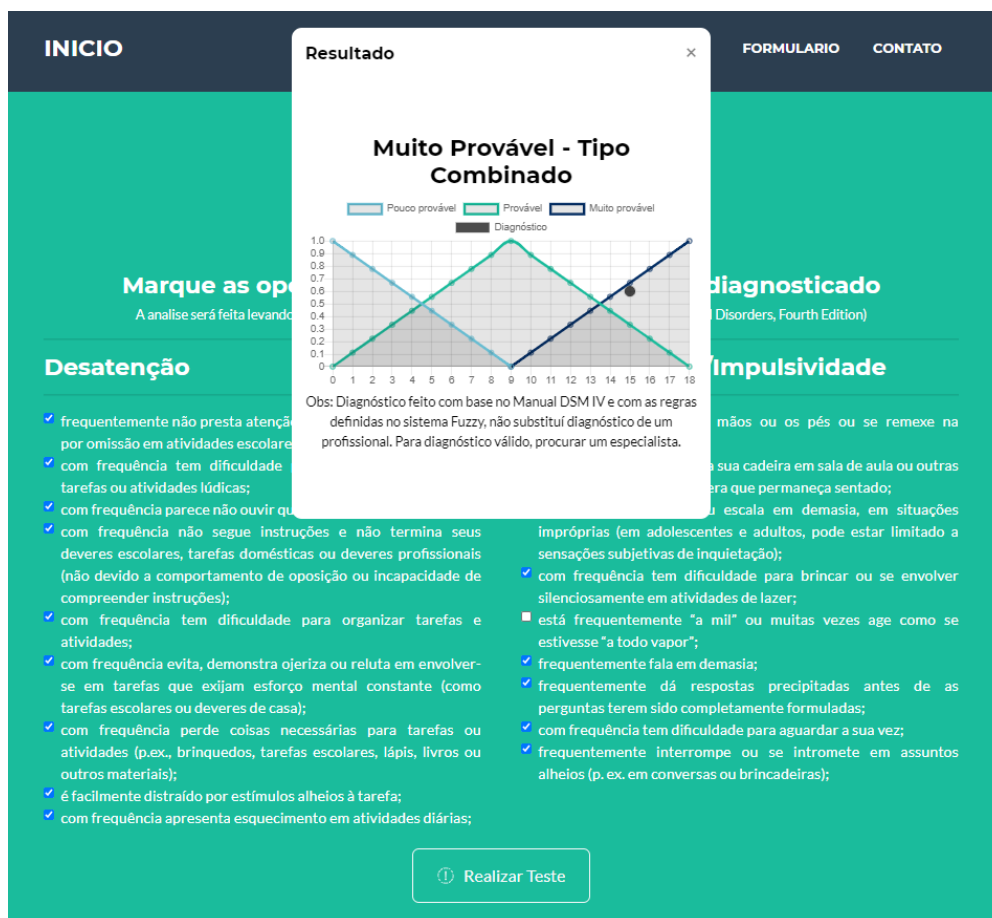 INICIO
FORMULARIO
CONTATO
Resultado
×
Muito Provável - Tipo
Combinado
Pouco provável
Provável
Muito provável
Diagnóstico
1.0
0.9
0.8
0.7
0.6
0.5
0.4
0.3
0.2
0.1
0
0 1 2 3 4 5 6 7 8 9 10 11 12 13 14 15 16 17 18
Obs: Diagnóstico feito com base no Manual DSM IV e com as regras
definidas no sistema Fuzzy, não substituí diagnóstico de um
profissional. Para diagnóstico válido, procurar um especialista.
Marque as op
diagnosticado
A analise será feita levando
Disorders, Fourth Edition)
Desatenção
/Impulsividade
frequentemente não presta atenç
por omissão em atividades escolare
com frequência tem dificuldade
tarefas ou atividades lúdicas;
com frequência parece não ouvir qu
com frequência não segue instruções e não termina seus
deveres escolares, tarefas domésticas ou deveres profissionais
(não devido a comportamento de oposição ou incapacidade de
compreender instruções);
com frequência tem dificuldade para organizar tarefas e
atividades;
com frequência evita, demonstra ojeriza ou reluta em envolver-
se em tarefas que exijam esforço mental constante (como
tarefas escolares ou deveres de casa);
com frequência perde coisas necessárias para tarefas ou
atividades (p.ex., brinquedos, tarefas escolares, lápis, livros ou
outros materiais);
é facilmente distraído por estímulos alheios à tarefa;
com frequência apresenta esquecimento em atividades diárias;
mãos ou os pés ou se remexe na
a sua cadeira em sala de aula ou outras
era que permaneça sentado;
escala em demasia, em situações
impróprias (em adolescentes e adultos, pode estar limitado a
sensações subjetivas de inquietação);
com frequência tem dificuldade para brincar ou se envolver
silenciosamente em atividades de lazer;
está frequentemente "a mil" ou muitas vezes age como se
estivesse "a todo vapor";
frequentemente fala em demasia;
frequentemente dá respostas precipitadas antes de as
perguntas terem sido completamente formuladas;
com frequência tem dificuldade para aguardar a sua vez;
frequentemente interrompe ou se intromete em assuntos
alheios (p. ex. em conversas ou brincadeiras);
Realizar Teste